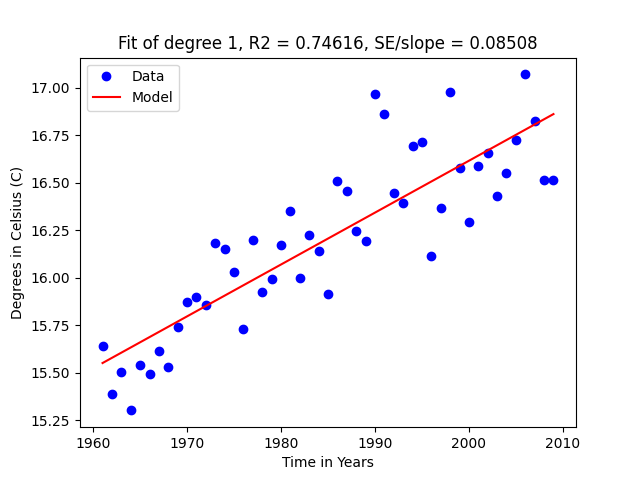 Fit of degree 1, R2 = 0.74616, SE/slope = 0.08508
Data
Model
17.00
16.75
16.50
16.25
16.00
15.75
15.50
15.25
Degrees in Celsius (C)
1960 1970 1980 1990 2000 2010
Time in Years